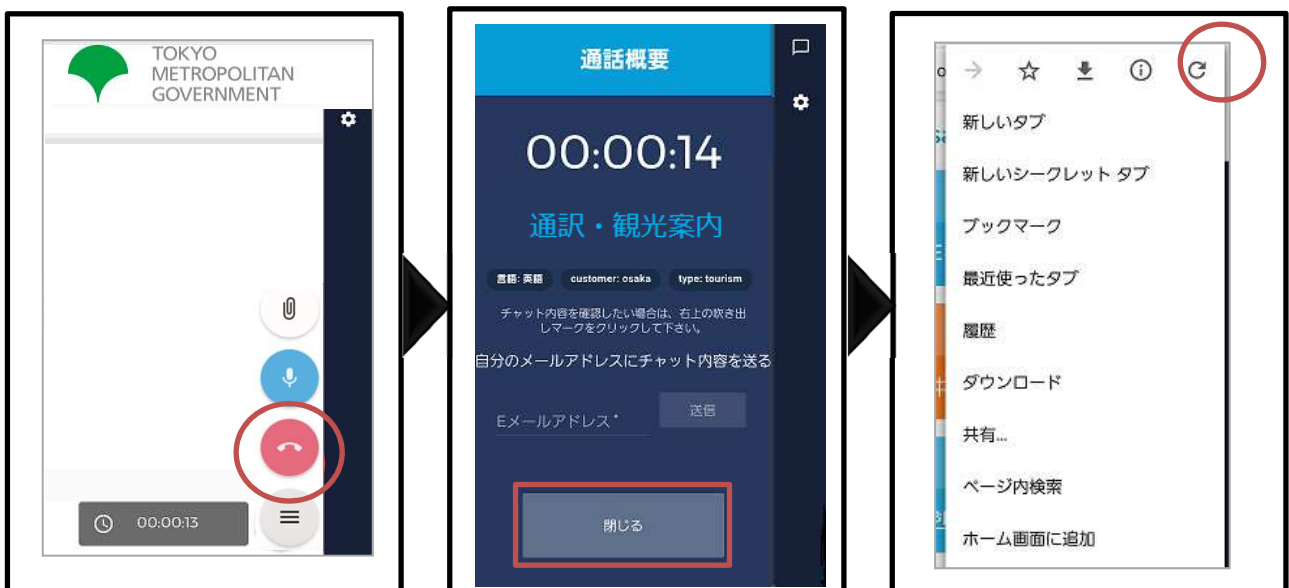 TOKYO
METROPOLITAN
GOVERNMENT
00:00:13
通話概要
00:00:14
通訳・観光案内
言語: 英語 customer: osaka type: tourism
チャット内容を確認したい場合は、右上の吹き出
しマークをクリックして下さい。
自分のメールアドレスにチャット内容を送る
Eメールアドレス * 送信
閉じる
新しいタブ
新しいシークレット タブ
ブックマーク
最近使ったタブ
履歴
ダウンロード
共有...
ページ内検索
ホーム画面に追加